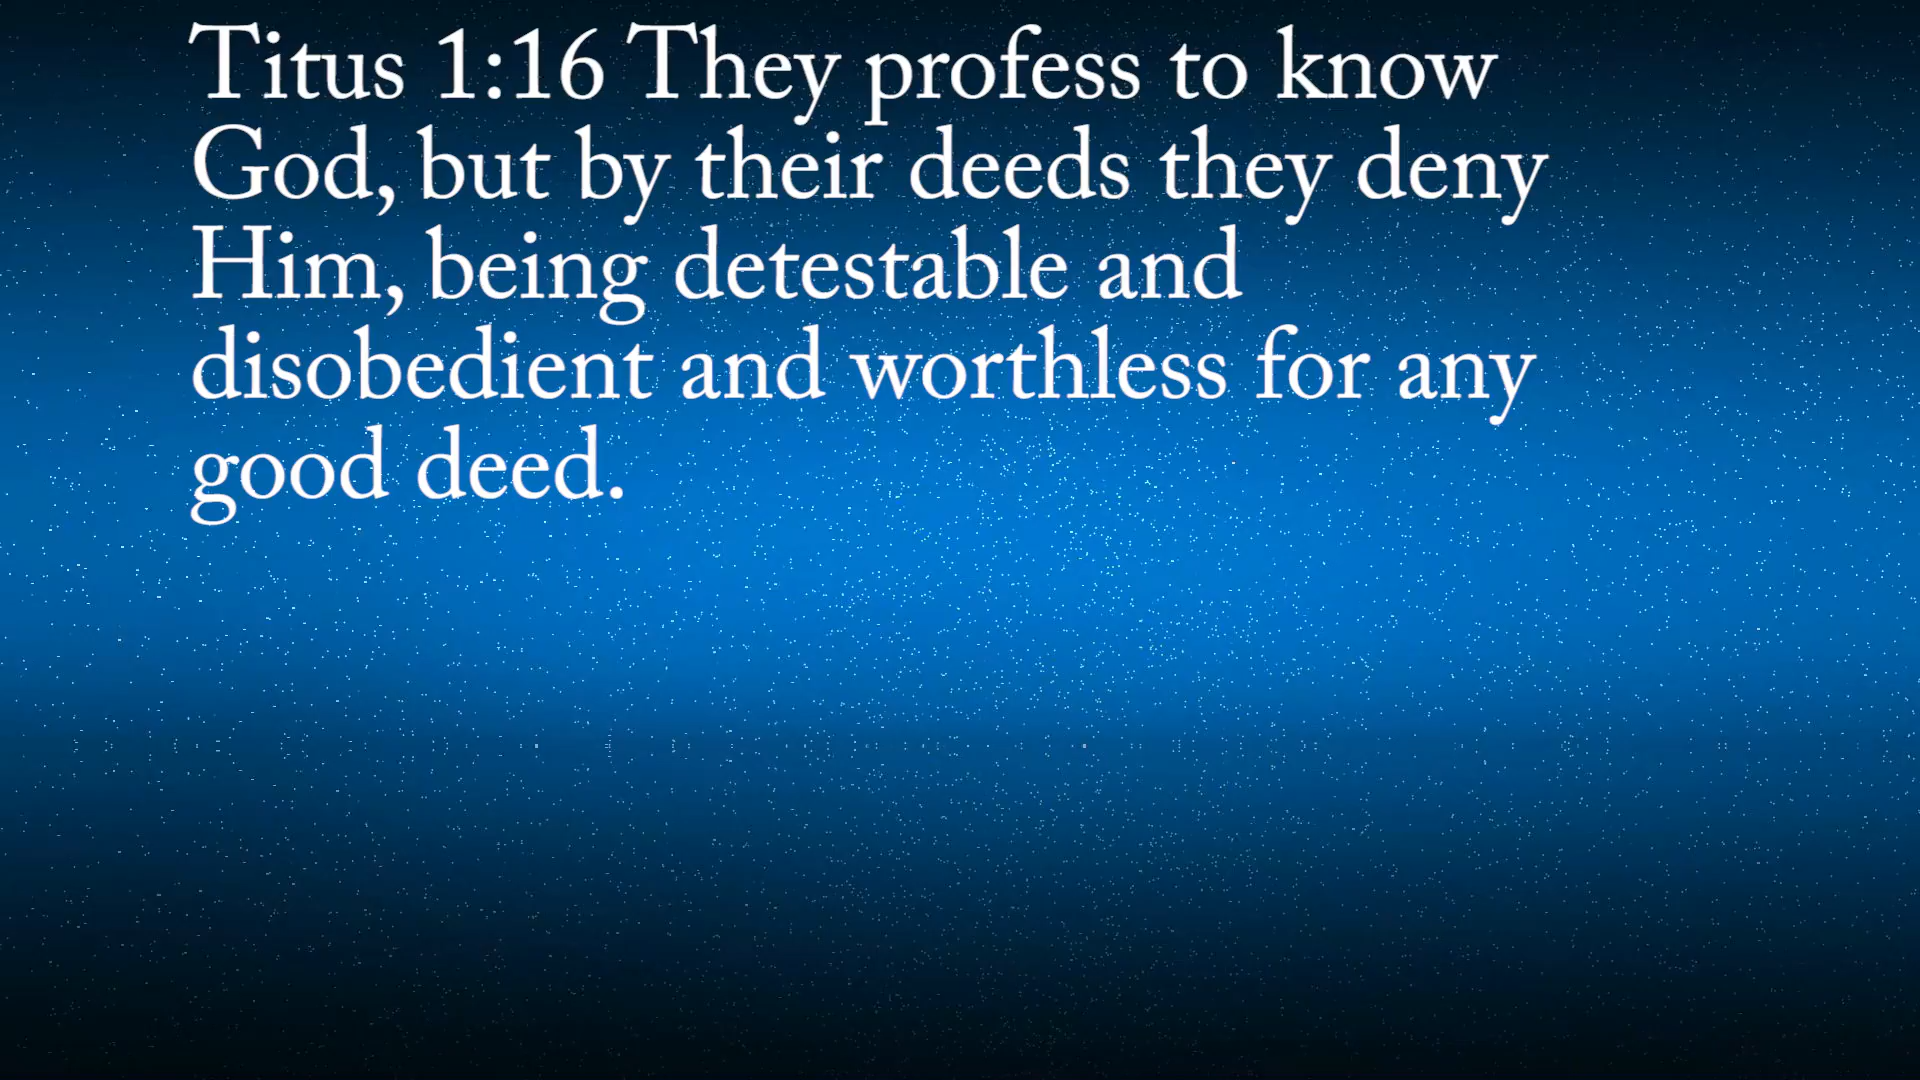 Titus 1:16 They profess to know
God, but by their deeds they deny
Him, being detestable and
disobedient and worthless for any
good deed.